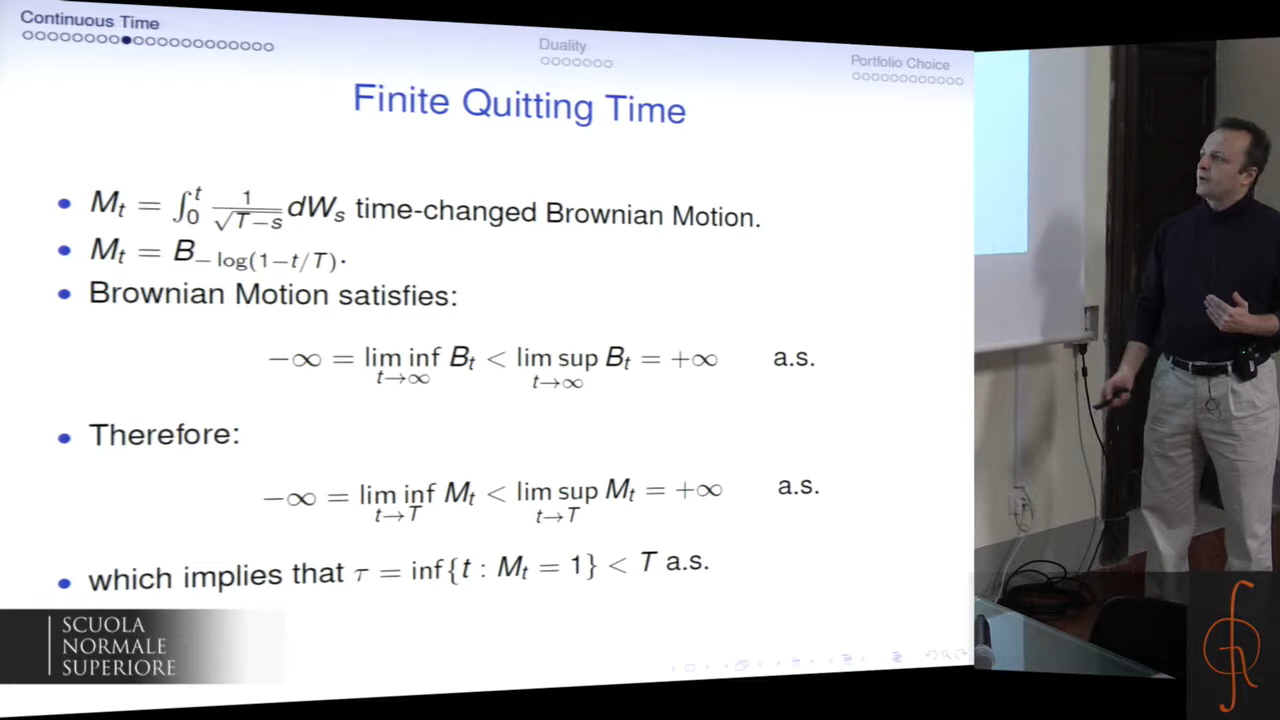 Continuous Time
Duality
Portfolio Choice
Finite Quitting Time
• M_t = ∫_0^t 1/√(T−s) dW_s time-changed Brownian Motion.
• M_t = B_{−log(1−t/T)}.
• Brownian Motion satisfies:
−∞ = lim inf_{t→∞} B_t < lim sup_{t→∞} B_t = +∞ a.s.
• Therefore:
−∞ = lim inf_{t→T} M_t < lim sup_{t→T} M_t = +∞ a.s.
• which implies that τ = inf{t : M_t = 1} < T a.s.
SCUOLA
NORMALE
SUPERIORE